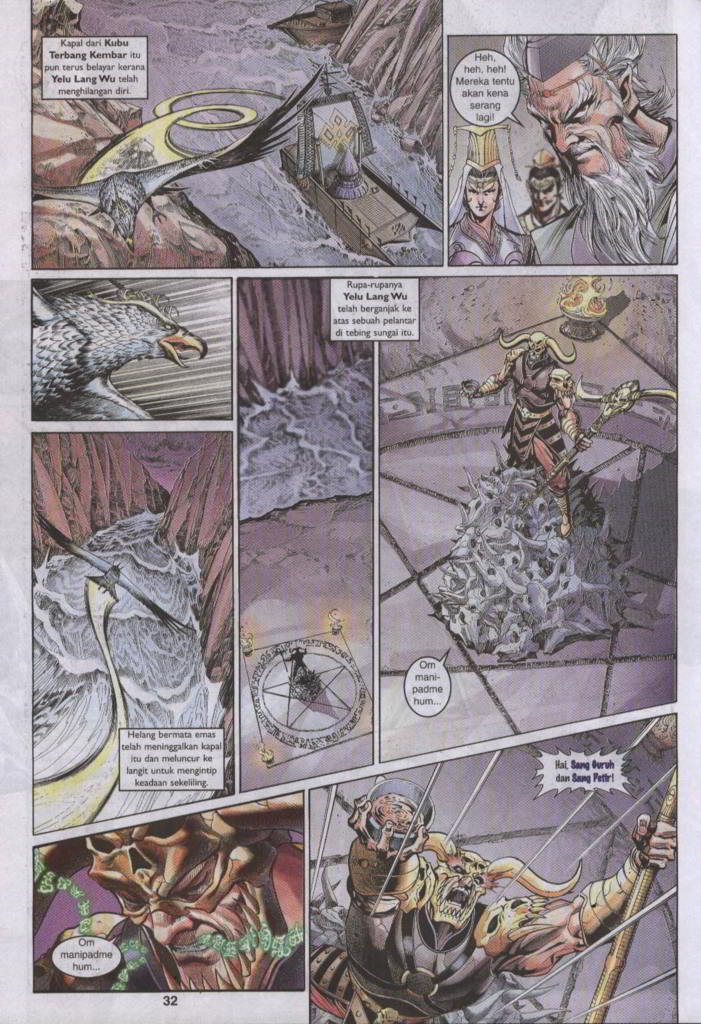 Kapal dari Kubu
Terbang Kembar itu
pun terus belayar kerana
Yelu Lang Wu telah
menghilangan diri.
Heh,
heh, heh!
Mereka tentu
akan kena
serang
lagi!
Rupa-rupanya
Yelu Lang Wu
telah berganjak ke
atas sebuah pelantar
di tebing sungai itu.
Helang bermata emas
telah meninggalkan kapal
itu dan meluncur ke
langit untuk mengintip
keadaan sekeliling.
Om
mani-
padme
hum...
Om
manipadme
hum...
Hai, Sang Guruh
dan Sang Petir!
32